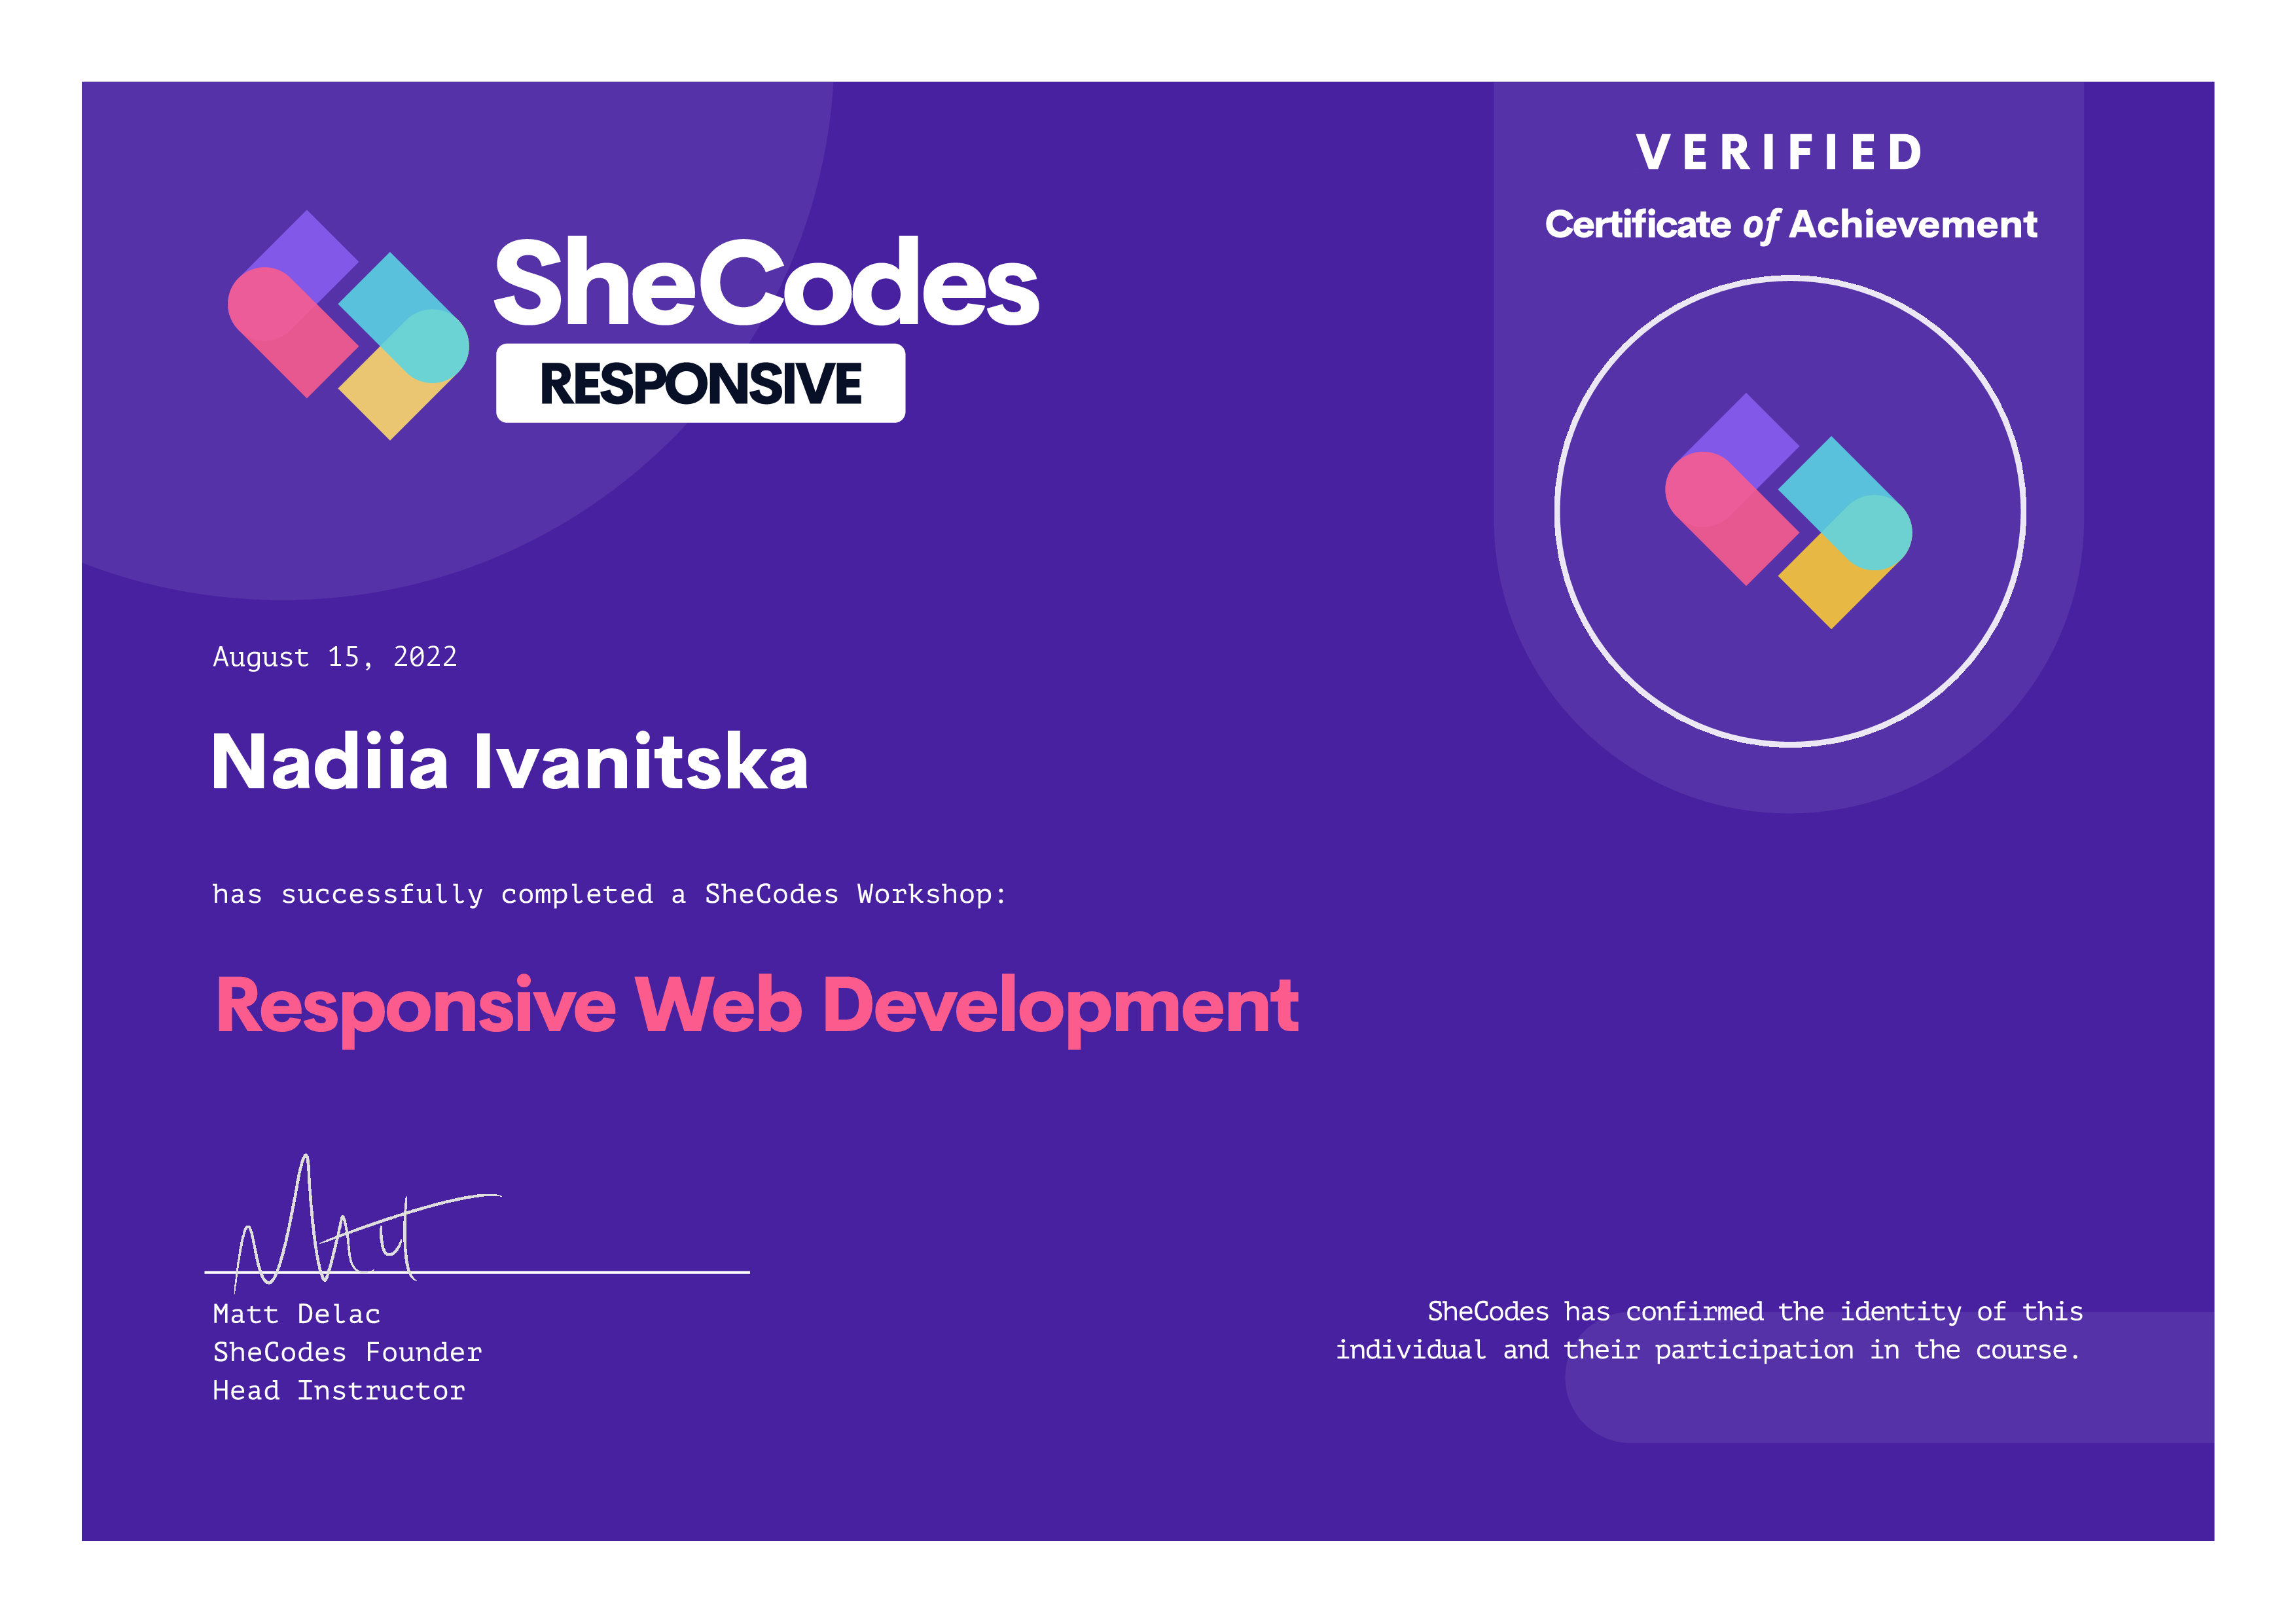 VERIFIED
Certificate of Achievement
SheCodes
RESPONSIVE
August 15, 2022
Nadiia Ivanitska
has successfully completed a SheCodes Workshop:
Responsive Web Development
Matt
Matt Delac
SheCodes Founder
Head Instructor
SheCodes has confirmed the identity of this
individual and their participation in the course.